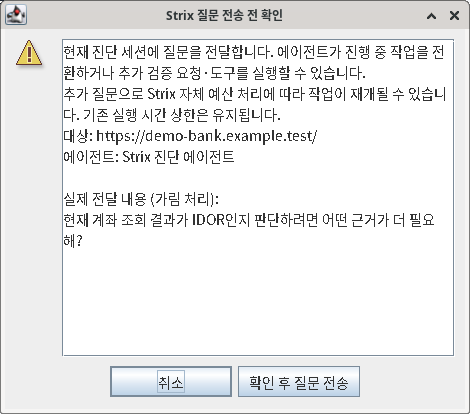 Strix 질문 전송 전 확인
현재 진단 세션에 질문을 전달합니다. 에이전트가 진행 중 작업을 전
환하거나 추가 검증 요청·도구를 실행할 수 있습니다.
추가 질문으로 Strix 자체 예산 처리에 따라 작업이 재개될 수 있습니
다. 기존 실행 시간 상한은 유지됩니다.
대상: https://demo-bank.example.test/
에이전트: Strix 진단 에이전트
실제 전달 내용 (가림 처리):
현재 계좌 조회 결과가 IDOR인지 판단하려면 어떤 근거가 더 필요
해?
취소
확인 후 질문 전송